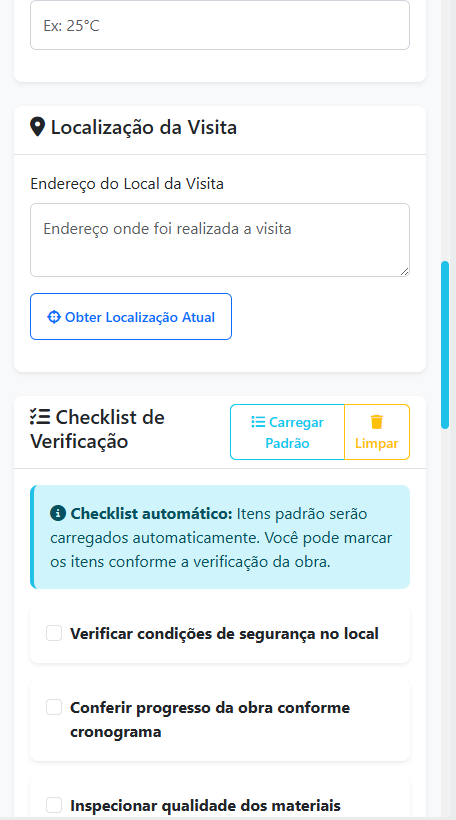 Ex: 25°C
Localização da Visita
Endereço do Local da Visita
Endereço onde foi realizada a visita
Obter Localização Atual
Checklist de
Verificação
Carregar
Padrão
Limpar
Checklist automático: Itens padrão serão
carregados automaticamente. Você pode marcar
os itens conforme a verificação da obra.
Verificar condições de segurança no local
Conferir progresso da obra conforme
cronograma
Inspecionar qualidade dos materiais